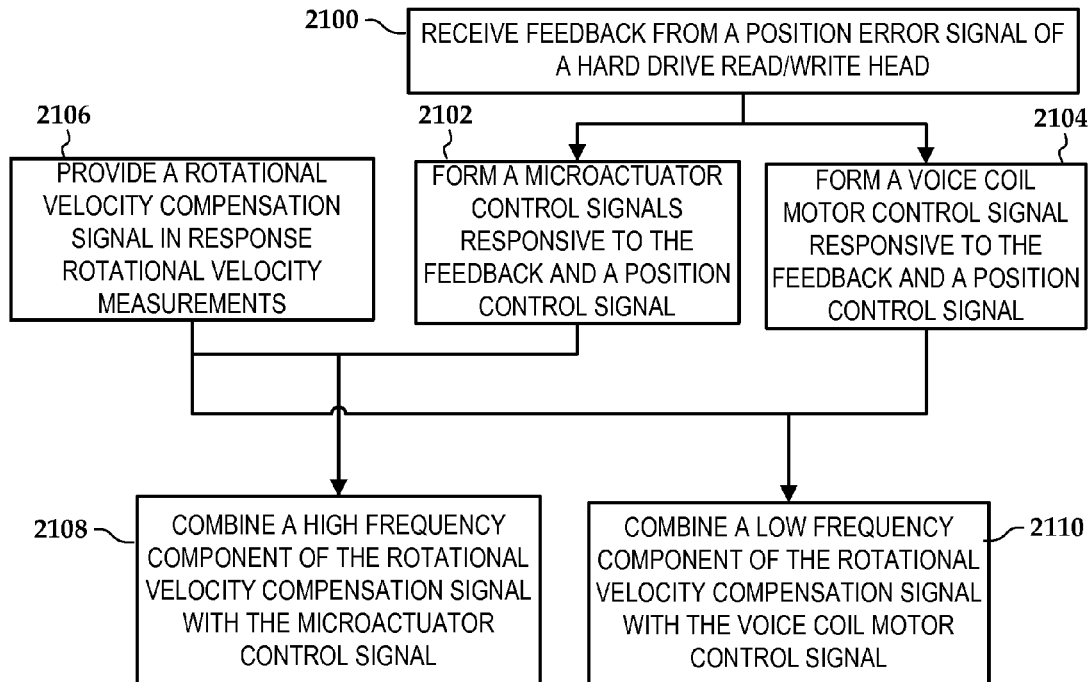 2100
RECEIVE FEEDBACK FROM A POSITION ERROR SIGNAL OF
A HARD DRIVE READ/WRITE HEAD
2106
PROVIDE A ROTATIONAL
VELOCITY COMPENSATION
SIGNAL IN RESPONSE
ROTATIONAL VELOCITY
MEASUREMENTS
2102
FORM A MICROACTUATOR
CONTROL SIGNALS
RESPONSIVE TO THE
FEEDBACK AND A POSITION
CONTROL SIGNAL
2104
FORM A VOICE COIL
MOTOR CONTROL SIGNAL
RESPONSIVE TO THE
FEEDBACK AND A POSITION
CONTROL SIGNAL
2108
COMBINE A HIGH FREQUENCY
COMPONENT OF THE ROTATIONAL
VELOCITY COMPENSATION SIGNAL
WITH THE MICROACTUATOR
CONTROL SIGNAL
2110
COMBINE A LOW FREQUENCY
COMPONENT OF THE ROTATIONAL
VELOCITY COMPENSATION SIGNAL
WITH THE VOICE COIL MOTOR
CONTROL SIGNAL